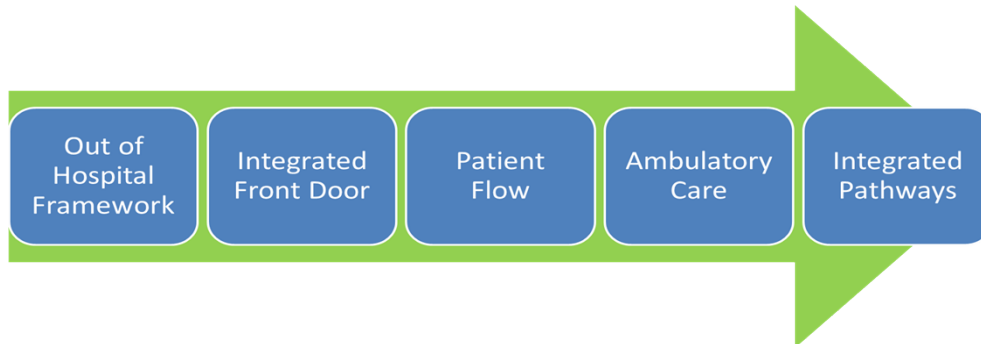 Out of
Hospital
Framework
Integrated
Front Door
Patient
Flow
Ambulatory
Care
Integrated
Pathways